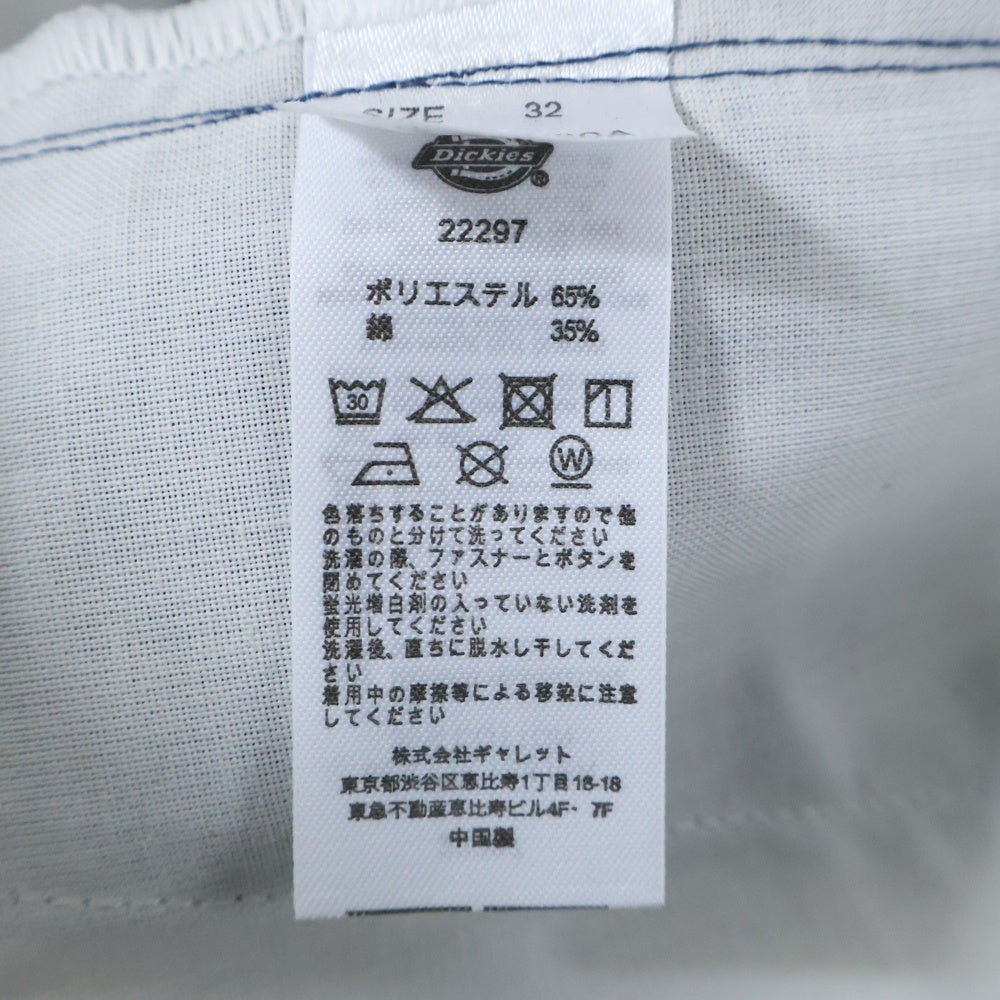 SIZE 32
Dickies
®
22297
ポリエステル 65%
綿 35%
30
W
色落ちすることがありますので他
のものと分けて洗ってください
洗濯の際、ファスナーとボタンを
閉めてください
蛍光増白剤の入っていない洗剤を
使用してください
洗濯後、直ちに脱水し干してくだ
さい
着用中の摩擦等による移染に注意
してください
株式会社ギャレット
東京都渋谷区恵比寿1丁目18-18
東急不動産恵比寿ビル4F・7F
中国製